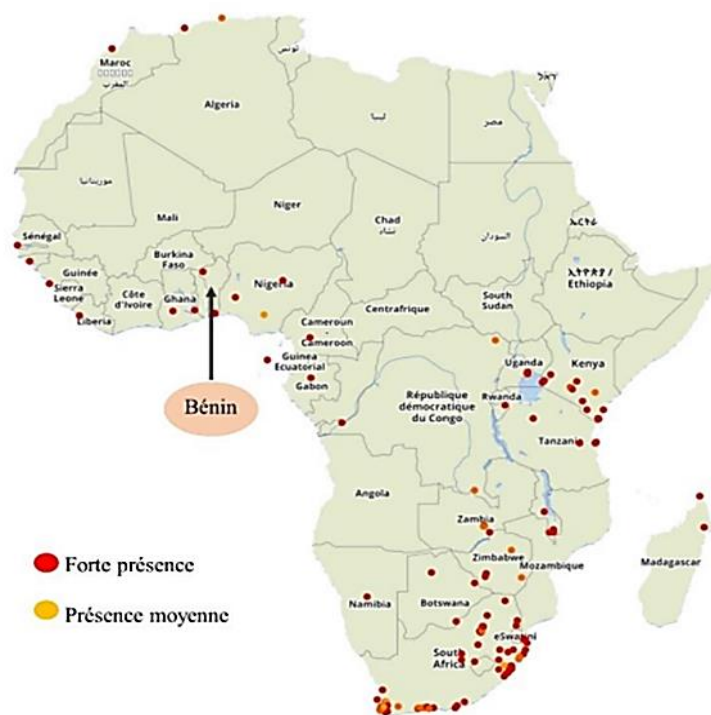 تونس
Maroc
المغرب
Algeria
ليبيا
مصر
موريتانيا
Mali
Niger
Chad
تشاد
السودان
ኤርትራ
Sénégal
Burkina
Faso
Nigeria
ኢትዮጵያ /
Ethiopia
Guinée
Sierra
Leone
Côte
d'Ivoire
Ghana
Liberia
Centrafrique
South
Sudan
Cameroun
Cameroon
Guinea
Ecuatorial
Gabon
Uganda
Kenya
Rwanda
République
démocratique
du Congo
Bénin
Tanzani
Angola
Zambia
Forte présence
Zimbabwe
Mozambique
Madagascar
Présence moyenne
Namibia
Botswana
eSwatini
South
Africa